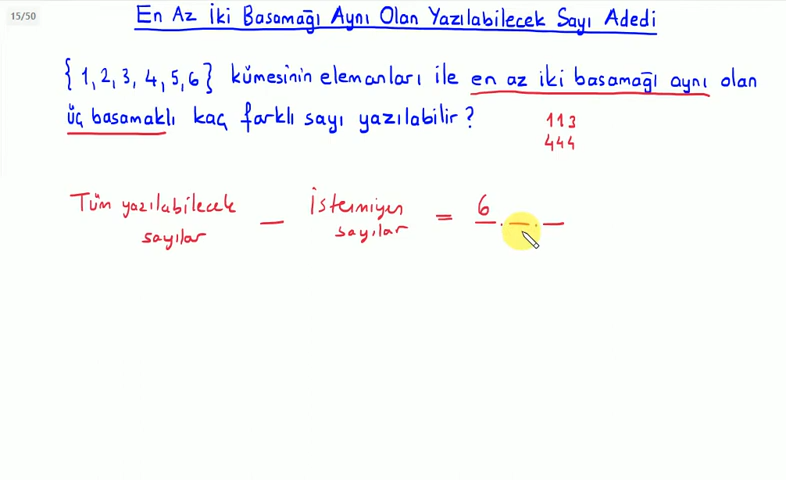 15/50
En Az İki Basamağı Aynı Olan Yazılabilecek Sayı Adedi
{1,2,3,4,5,6} kümesinin elemanları ile en az iki basamağı aynı olan
üç basamaklı kaç farklı sayı yazılabilir?
113
444
Tüm yazılabilecek sayılar - İstenmiyen sayılar = 6 . _ . _